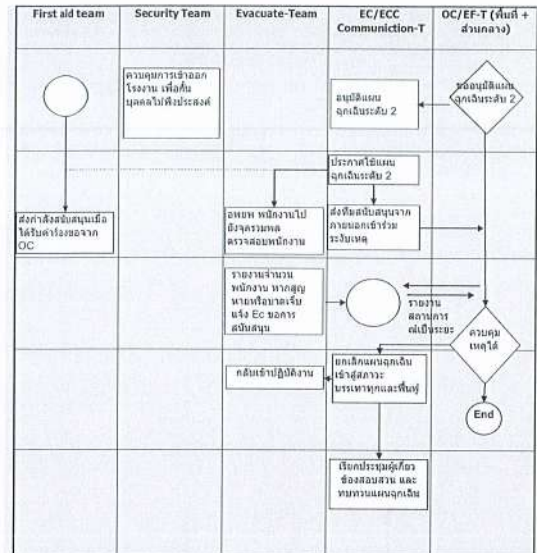 First aid team
Security Team
Evacuate-Team
EC/ECC
Communiction-T
OC/EF-T (พื้นที่ +
ส่วนกลาง)
ควบคุมการเข้าออก
โรงงาน เพื่อกั้น
บุคคลไม่พึงประสงค์
อนุมัติแผน
ฉุกเฉินระดับ 2
ขออนุมัติแผน
ฉุกเฉินระดับ 2
ประกาศใช้แผน
ฉุกเฉินระดับ 2
ส่งกำลังสนับสนุนเมื่อ
ได้รับคำร้องขอจาก
OC
อพยพ พนักงานไป
ยังจุดรวมพล
ตรวจสอบพนักงาน
ส่งทีมสนับสนุนจาก
ภายนอกเข้าร่วม
ระงับเหตุ
รายงานจำนวน
พนักงาน หากสูญ
หายหรือบาดเจ็บ
แจ้ง Ec ขอการ
สนับสนุน
รายงาน
สถานการ
ณ์เป็นระยะ
ควบคุม
เหตุได้
กลับเข้าปฏิบัติงาน
ยกเลิกแผนฉุกเฉิน
เข้าสู่สภาวะ
บรรเทาทุกและฟื้นฟู
End
เรียกประชุมผู้เกี่ยว
ข้องสอบสวน และ
ทบทวนแผนฉุกเฉิน